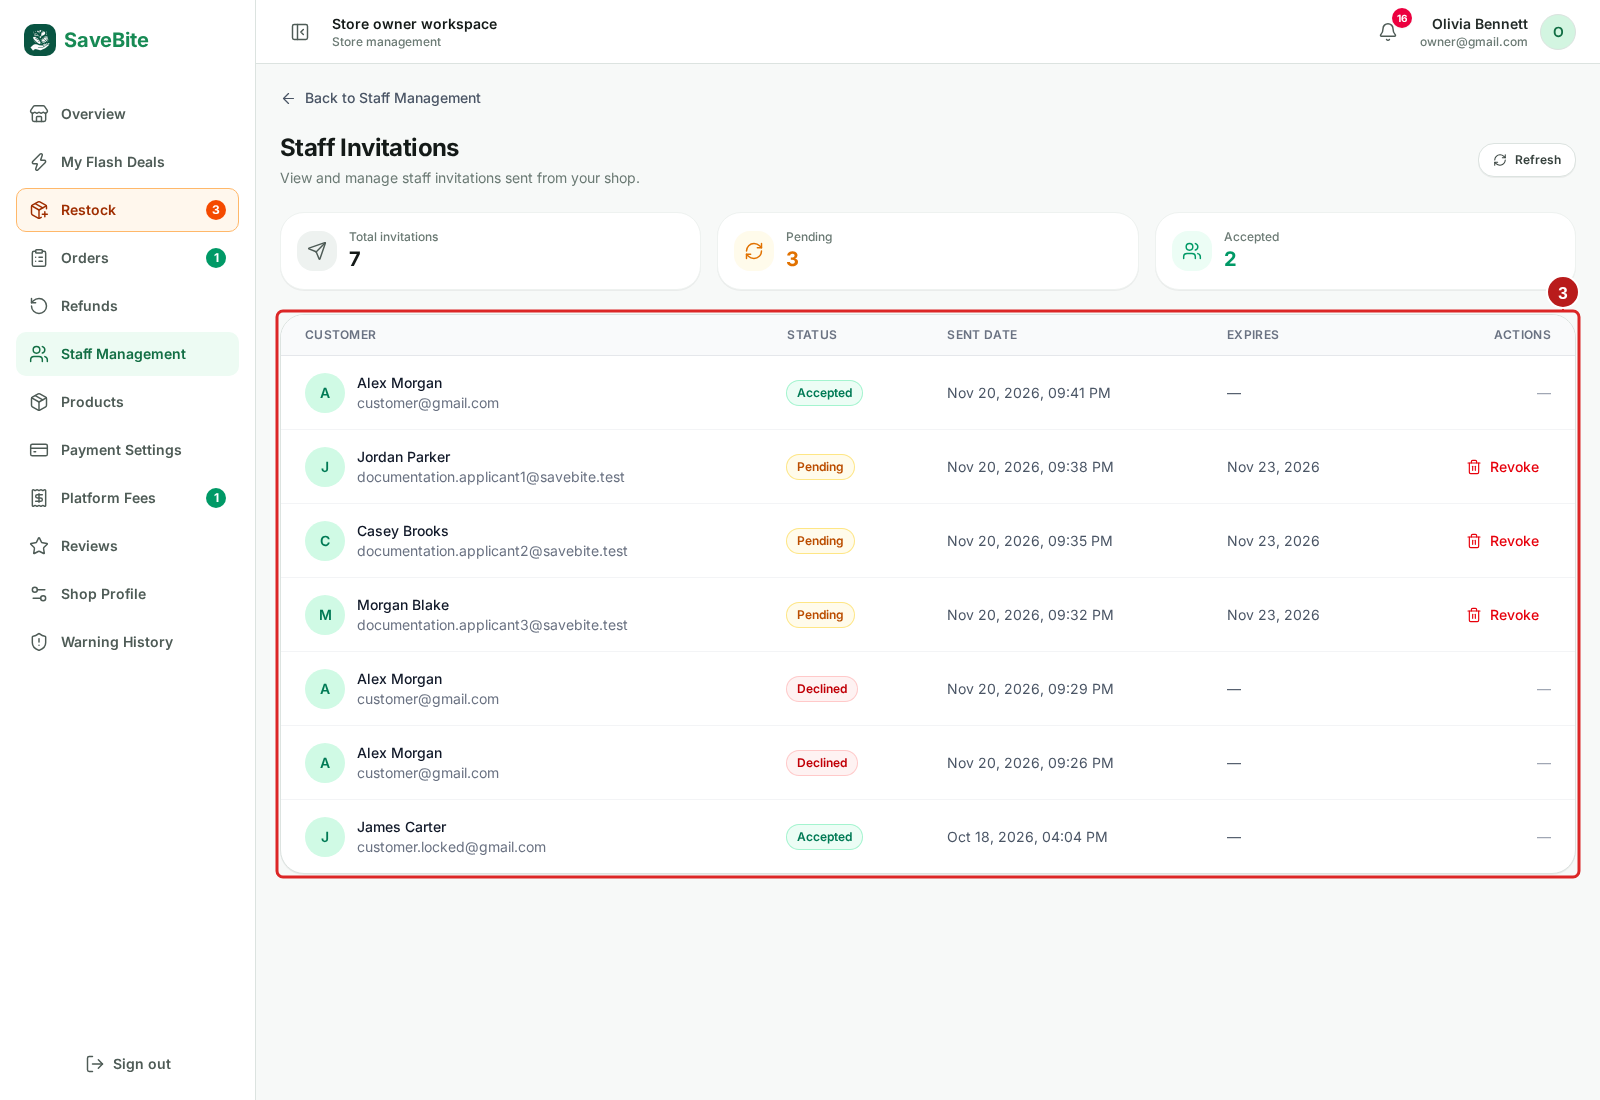 SaveBite
Store owner workspace
Store management
16
Olivia Bennett
owner@gmail.com
O
Overview
My Flash Deals
Restock
3
Orders
1
Refunds
Staff Management
Products
Payment Settings
Platform Fees
1
Reviews
Shop Profile
Warning History
Sign out
Back to Staff Management
Staff Invitations
View and manage staff invitations sent from your shop.
Refresh
Total invitations
7
Pending
3
Accepted
2
3
CUSTOMER STATUS SENT DATE EXPIRES ACTIONS
A
Alex Morgan
customer@gmail.com
Accepted
Nov 20, 2026, 09:41 PM
—
—
J
Jordan Parker
documentation.applicant1@savebite.test
Pending
Nov 20, 2026, 09:38 PM
Nov 23, 2026
Revoke
C
Casey Brooks
documentation.applicant2@savebite.test
Pending
Nov 20, 2026, 09:35 PM
Nov 23, 2026
Revoke
M
Morgan Blake
documentation.applicant3@savebite.test
Pending
Nov 20, 2026, 09:32 PM
Nov 23, 2026
Revoke
A
Alex Morgan
customer@gmail.com
Declined
Nov 20, 2026, 09:29 PM
—
—
A
Alex Morgan
customer@gmail.com
Declined
Nov 20, 2026, 09:26 PM
—
—
J
James Carter
customer.locked@gmail.com
Accepted
Oct 18, 2026, 04:04 PM
—
—